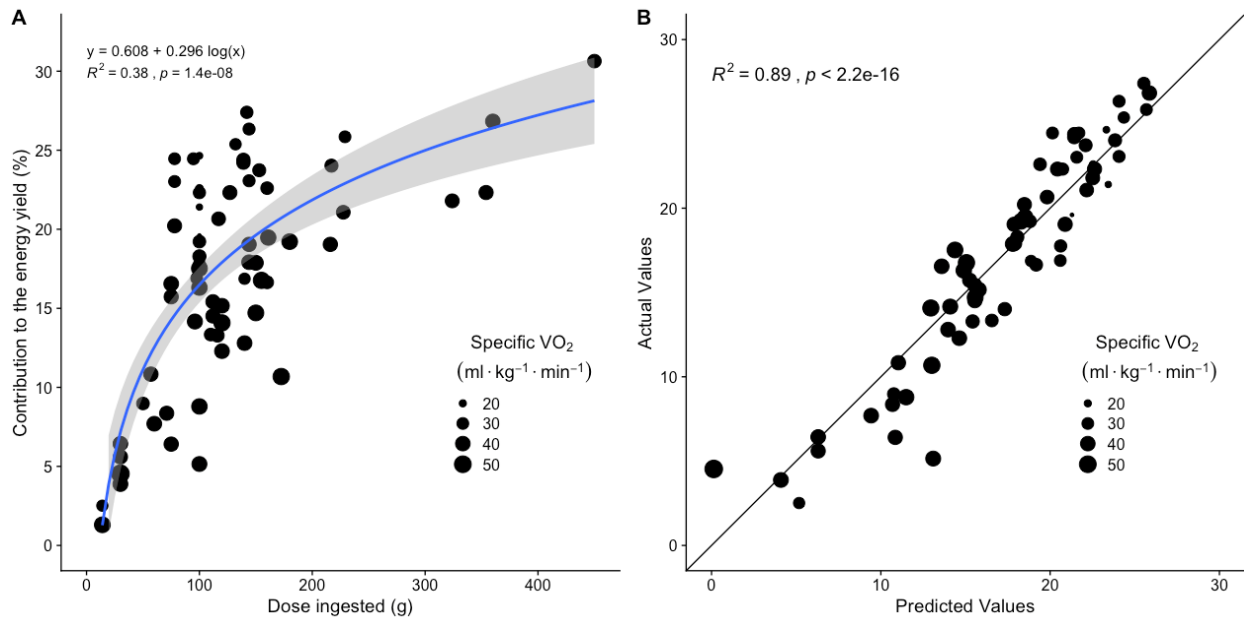 A
y = 0.608 + 0.296 log(x)
R² = 0.38 , p = 1.4e-08
Contribution to the energy yield (%)
30
25
20
15
10
5
0
Specific VO₂
(ml · kg⁻¹ · min⁻¹)
20
30
40
50
0
100
200
300
400
Dose ingested (g)
B
R² = 0.89 , p < 2.2e-16
Actual Values
30
20
10
0
Specific VO₂
(ml · kg⁻¹ · min⁻¹)
20
30
40
50
0
10
20
30
Predicted Values